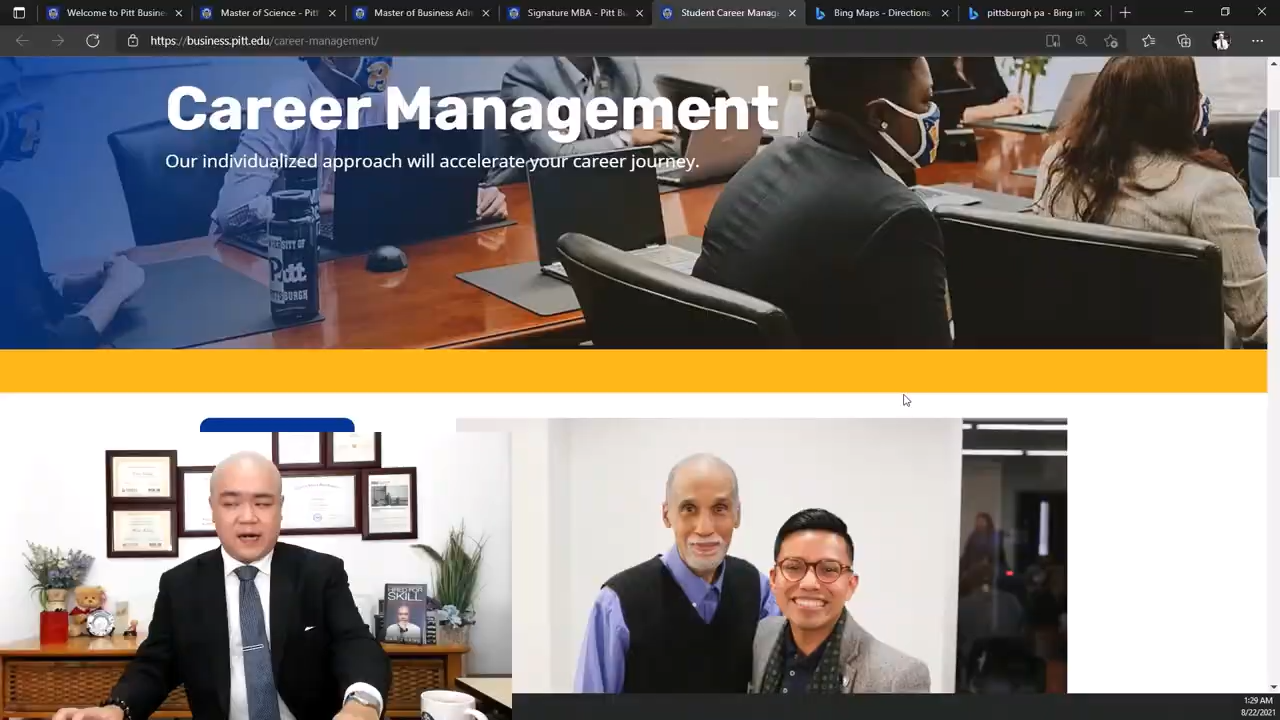 Welcome to Pitt Busine
Master of Science - Pitt
Master of Business Adm
Signature MBA - Pitt Bu
Student Career Manag
Bing Maps - Directions,
pittsburgh pa - Bing im
https://business.pitt.edu/career-management/
Career Management
Our individualized approach will accelerate your career journey.
Pitt
SKILL
1:29 AM
8/22/2021